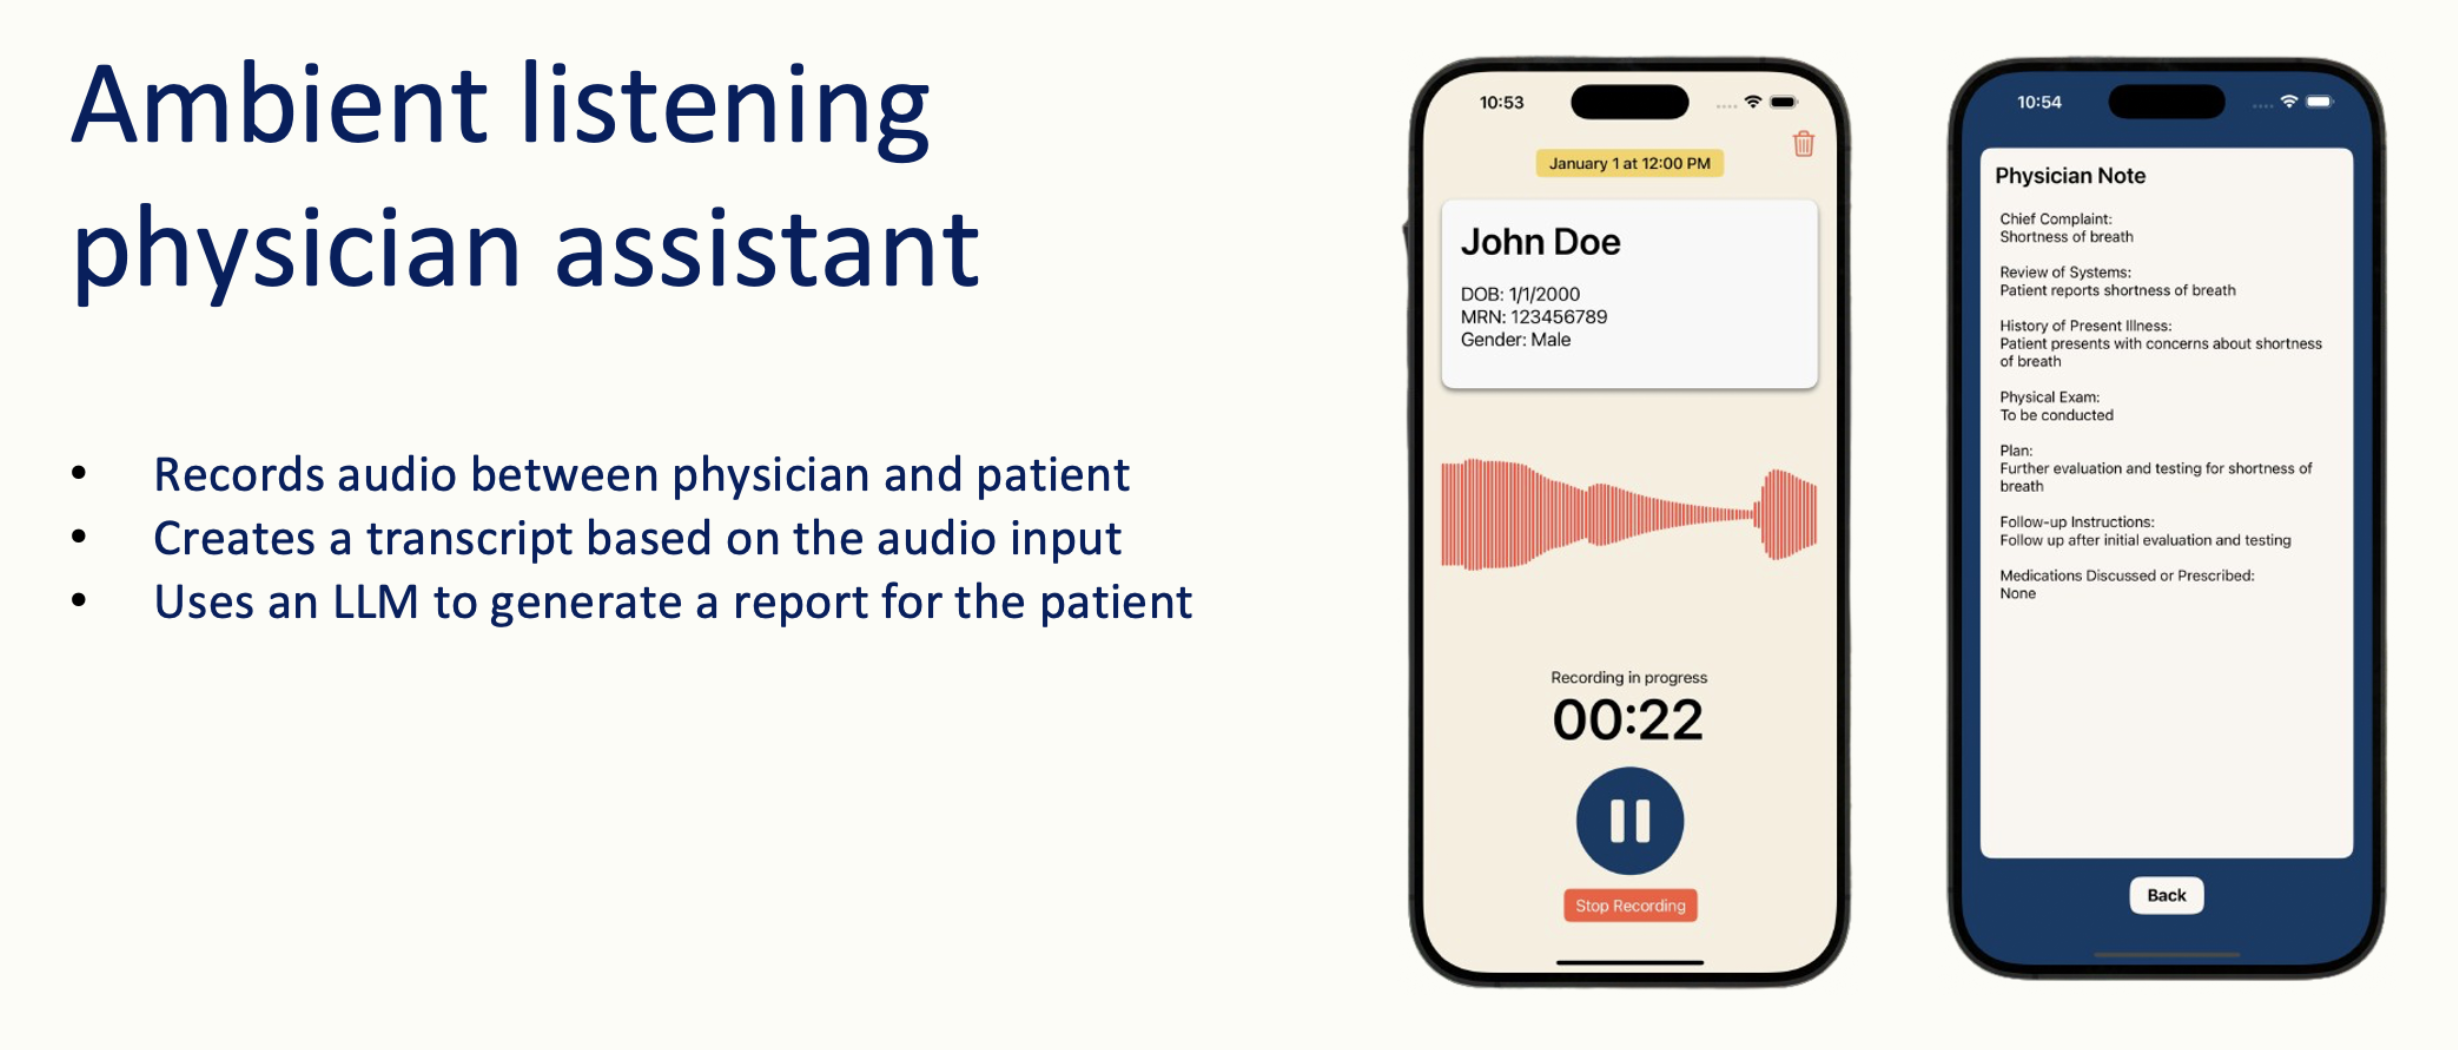 Ambient listening
physician assistant
• Records audio between physician and patient
• Creates a transcript based on the audio input
• Uses an LLM to generate a report for the patient
10:53
January 1 at 12:00 PM
John Doe
DOB: 1/1/2000
MRN: 123456789
Gender: Male
Recording in progress
00:22
Stop Recording
10:54
Physician Note
Chief Complaint:
Shortness of breath
Review of Systems:
Patient reports shortness of breath
History of Present Illness:
Patient presents with concerns about shortness
of breath
Physical Exam:
To be conducted
Plan:
Further evaluation and testing for shortness of
breath
Follow-up Instructions:
Follow up after initial evaluation and testing
Medications Discussed or Prescribed:
None
Back